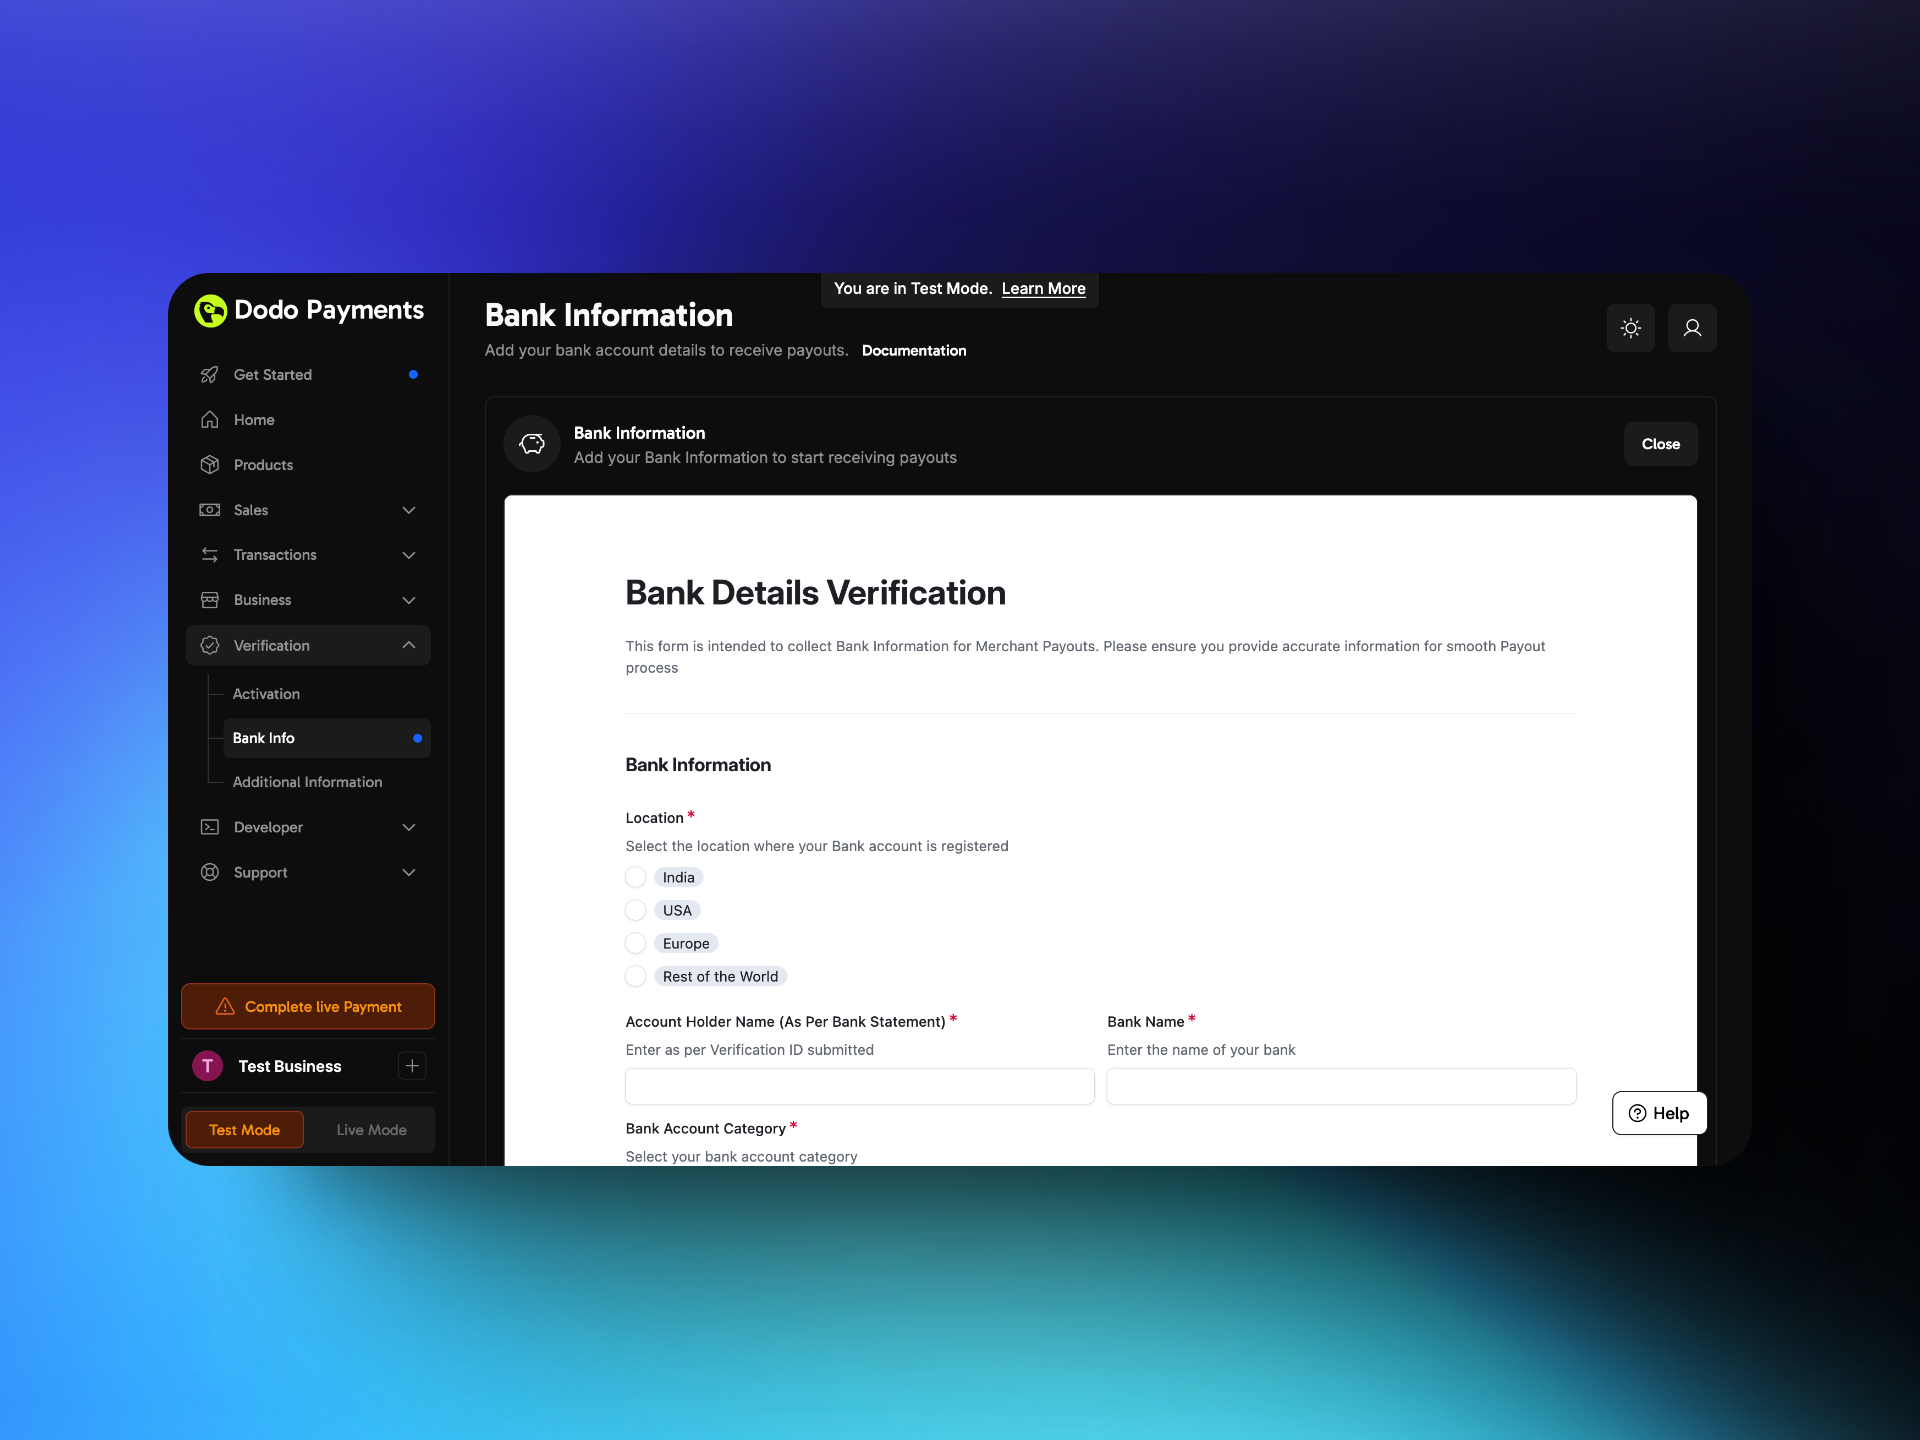 Dodo Payments
Get Started
Home
Products
Sales
Transactions
Business
Verification
Activation
Bank Info
Additional Information
Developer
Support
Complete live Payment
T
Test Business
Test Mode
Live Mode
You are in Test Mode. Learn More
Bank Information
Add your bank account details to receive payouts. Documentation
Bank Information
Add your Bank Information to start receiving payouts
Close
Bank Details Verification
This form is intended to collect Bank Information for Merchant Payouts. Please ensure you provide accurate information for smooth Payout
process
Bank Information
Location *
Select the location where your Bank account is registered
India
USA
Europe
Rest of the World
Account Holder Name (As Per Bank Statement) *
Enter as per Verification ID submitted
Bank Name *
Enter the name of your bank
Bank Account Category *
Select your bank account category
Help